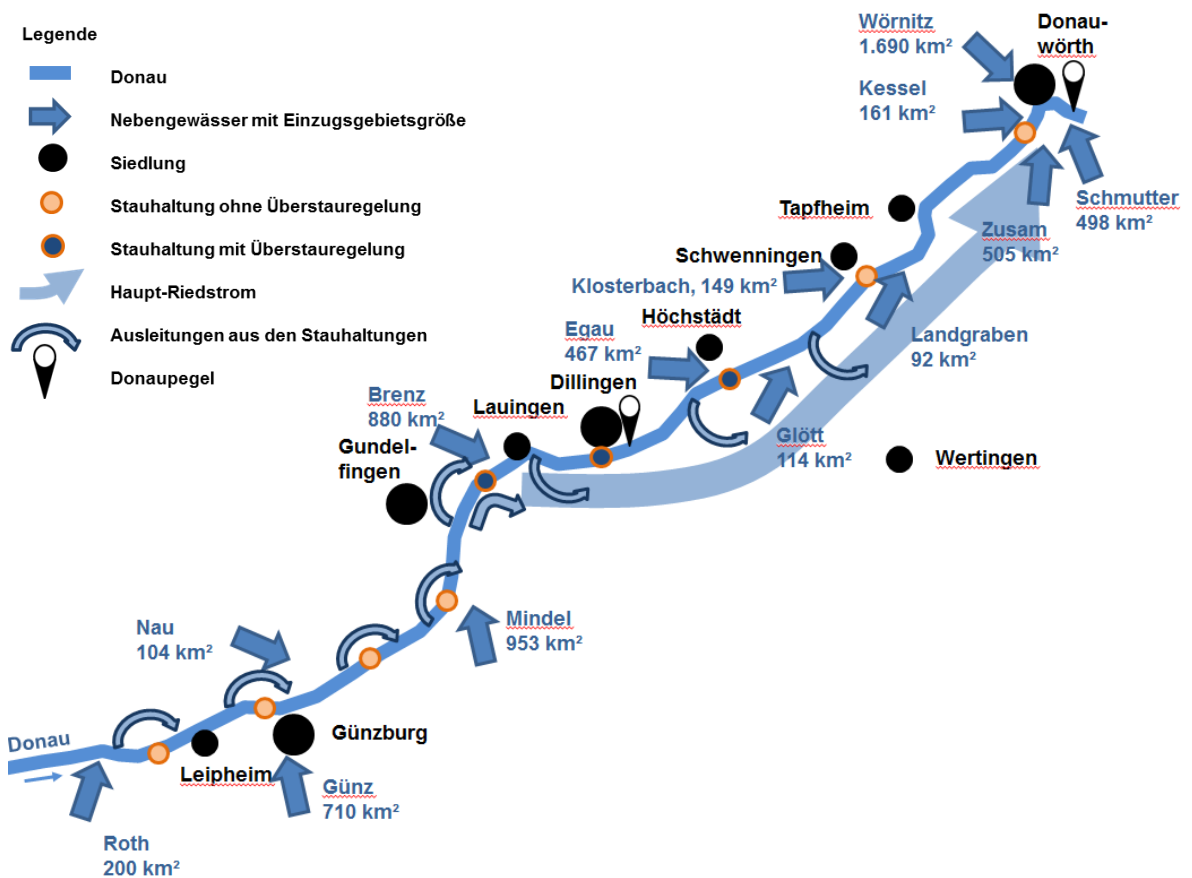 Legende
Donau
Nebengewässer mit Einzugsgebietsgröße
Siedlung
Stauhaltung ohne Überstauregelung
Stauhaltung mit Überstauregelung
Haupt-Riedstrom
Ausleitungen aus den Stauhaltungen
Donaupegel
Wörnitz
1.690 km²
Donau-
wörth
Kessel
161 km²
Schmutter
498 km²
Tapfheim
Zusam
505 km²
Schwenningen
Klosterbach, 149 km²
Höchstädt
Egau
467 km²
Landgraben
92 km²
Dillingen
Brenz
880 km²
Lauingen
Gundel-
fingen
Glött
114 km²
Wertingen
Mindel
953 km²
Nau
104 km²
Günzburg
Donau
Leipheim
Günz
710 km²
Roth
200 km²